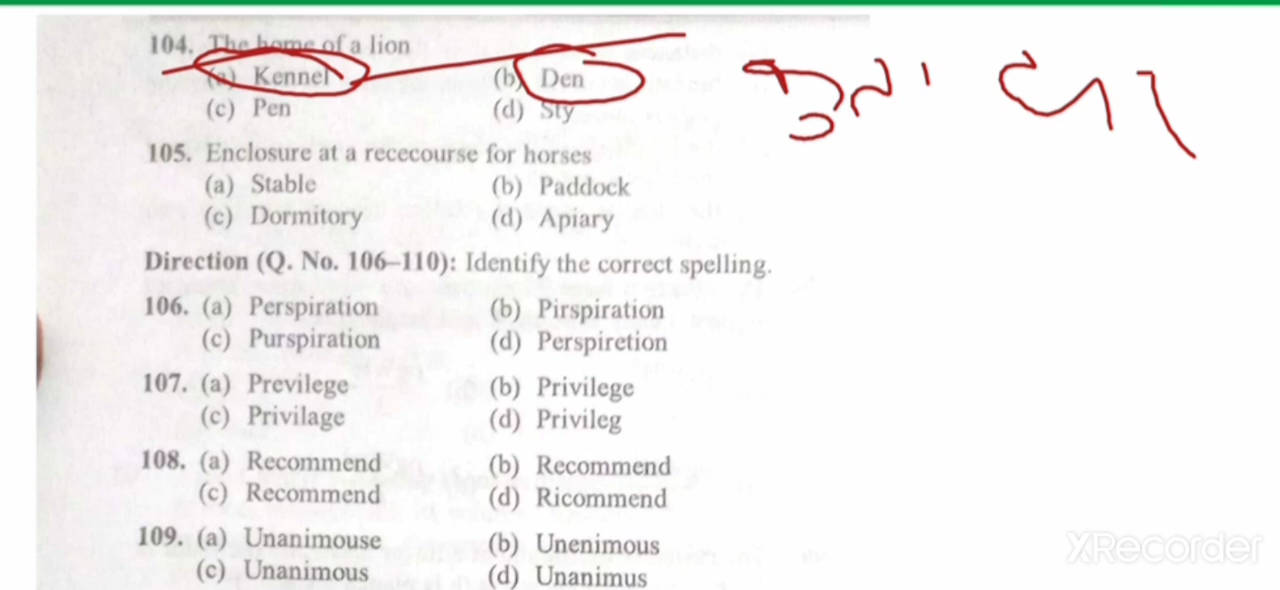 104. The home of a lion
(a) Kennel (b) Den
(c) Pen (d) Sty
105. Enclosure at a rececourse for horses
(a) Stable (b) Paddock
(c) Dormitory (d) Apiary
Direction (Q. No. 106–110): Identify the correct spelling.
106. (a) Perspiration (b) Pirspiration
(c) Purspiration (d) Perspiretion
107. (a) Previlege (b) Privilege
(c) Privilage (d) Privileg
108. (a) Recommend (b) Recommend
(c) Recommend (d) Ricommend
109. (a) Unanimouse (b) Unenimous
(c) Unanimous (d) Unanimus
XRecorder